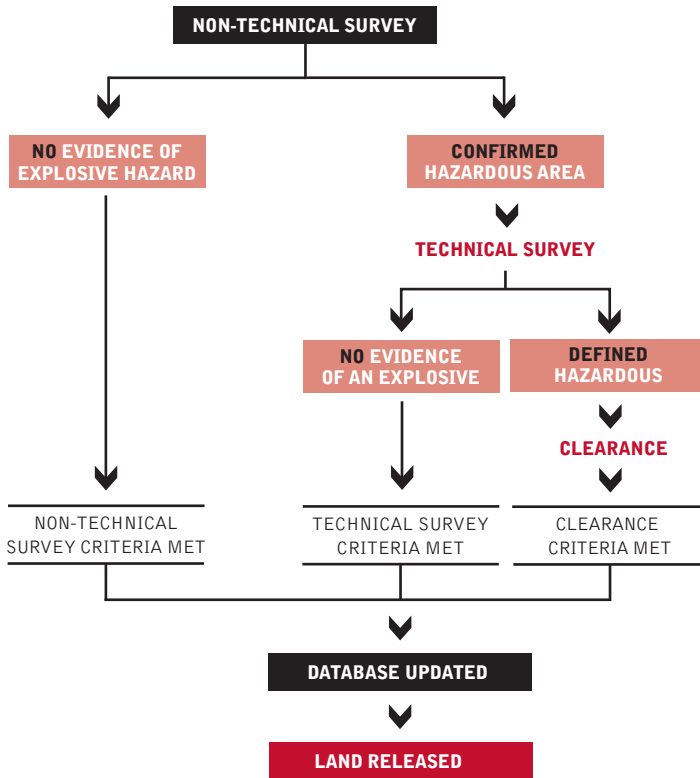 NON-TECHNICAL SURVEY
NO EVIDENCE OF
EXPLOSIVE HAZARD
CONFIRMED
HAZARDOUS AREA
TECHNICAL SURVEY
NO EVIDENCE
OF AN EXPLOSIVE
DEFINED
HAZARDOUS
CLEARANCE
NON-TECHNICAL
SURVEY CRITERIA MET
TECHNICAL SURVEY
CRITERIA MET
CLEARANCE
CRITERIA MET
DATABASE UPDATED
LAND RELEASED